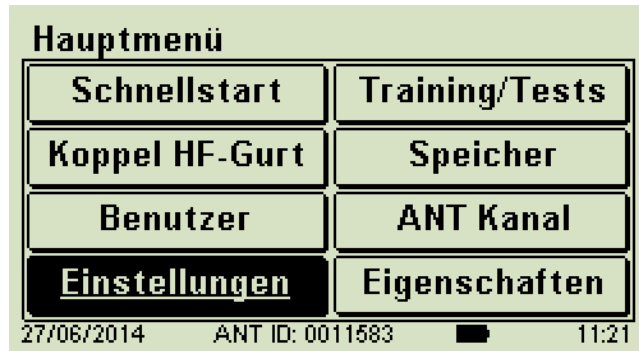 Hauptmenü
Schnellstart Training/Tests
Koppel HF-Gurt Speicher
Benutzer ANT Kanal
Einstellungen Eigenschaften
27/06/2014 ANT ID: 0011583 11:21